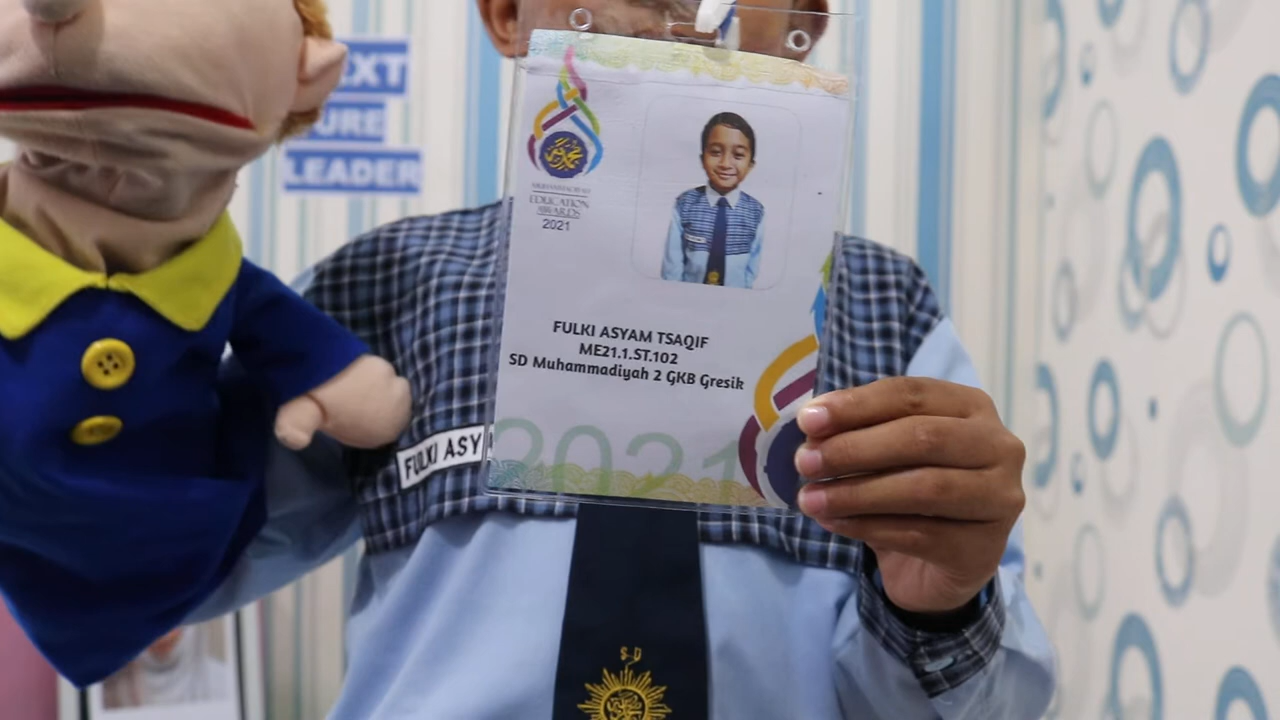 EXT
URE
LEADER
MUHAMMADIYAH
EDUCATION
AWARDS
2021
FULKI ASYAM TSAQIF
ME21.1.ST.102
SD Muhammadiyah 2 GKB Gresik
2021
FULKI ASY
SD